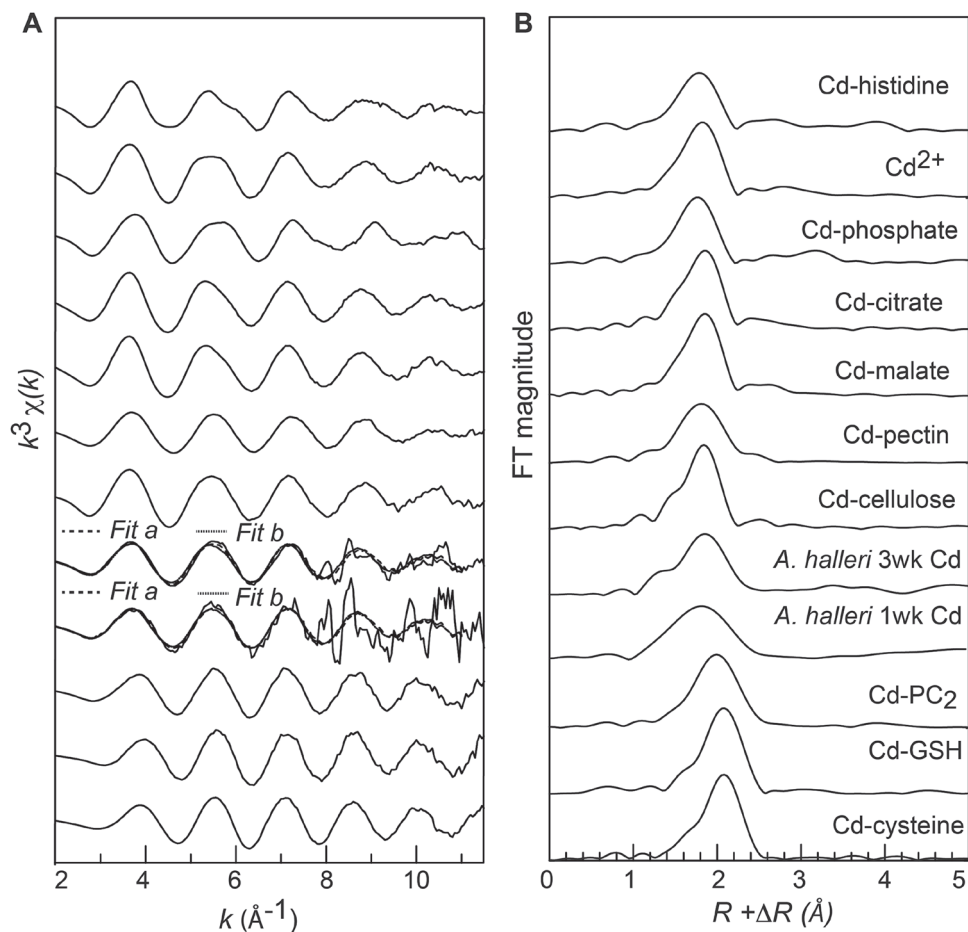 A
B
Cd-histidine
Cd2+
Cd-phosphate
Cd-citrate
Cd-malate
Cd-pectin
Cd-cellulose
Fit a
Fit b
A. halleri 3wk Cd
Fit a
Fit b
A. halleri 1wk Cd
Cd-PC2
Cd-GSH
Cd-cysteine
k3 χ(k)
FT magnitude
2 4 6 8 10
0 1 2 3 4 5
k (Å-1)
R +ΔR (Å)